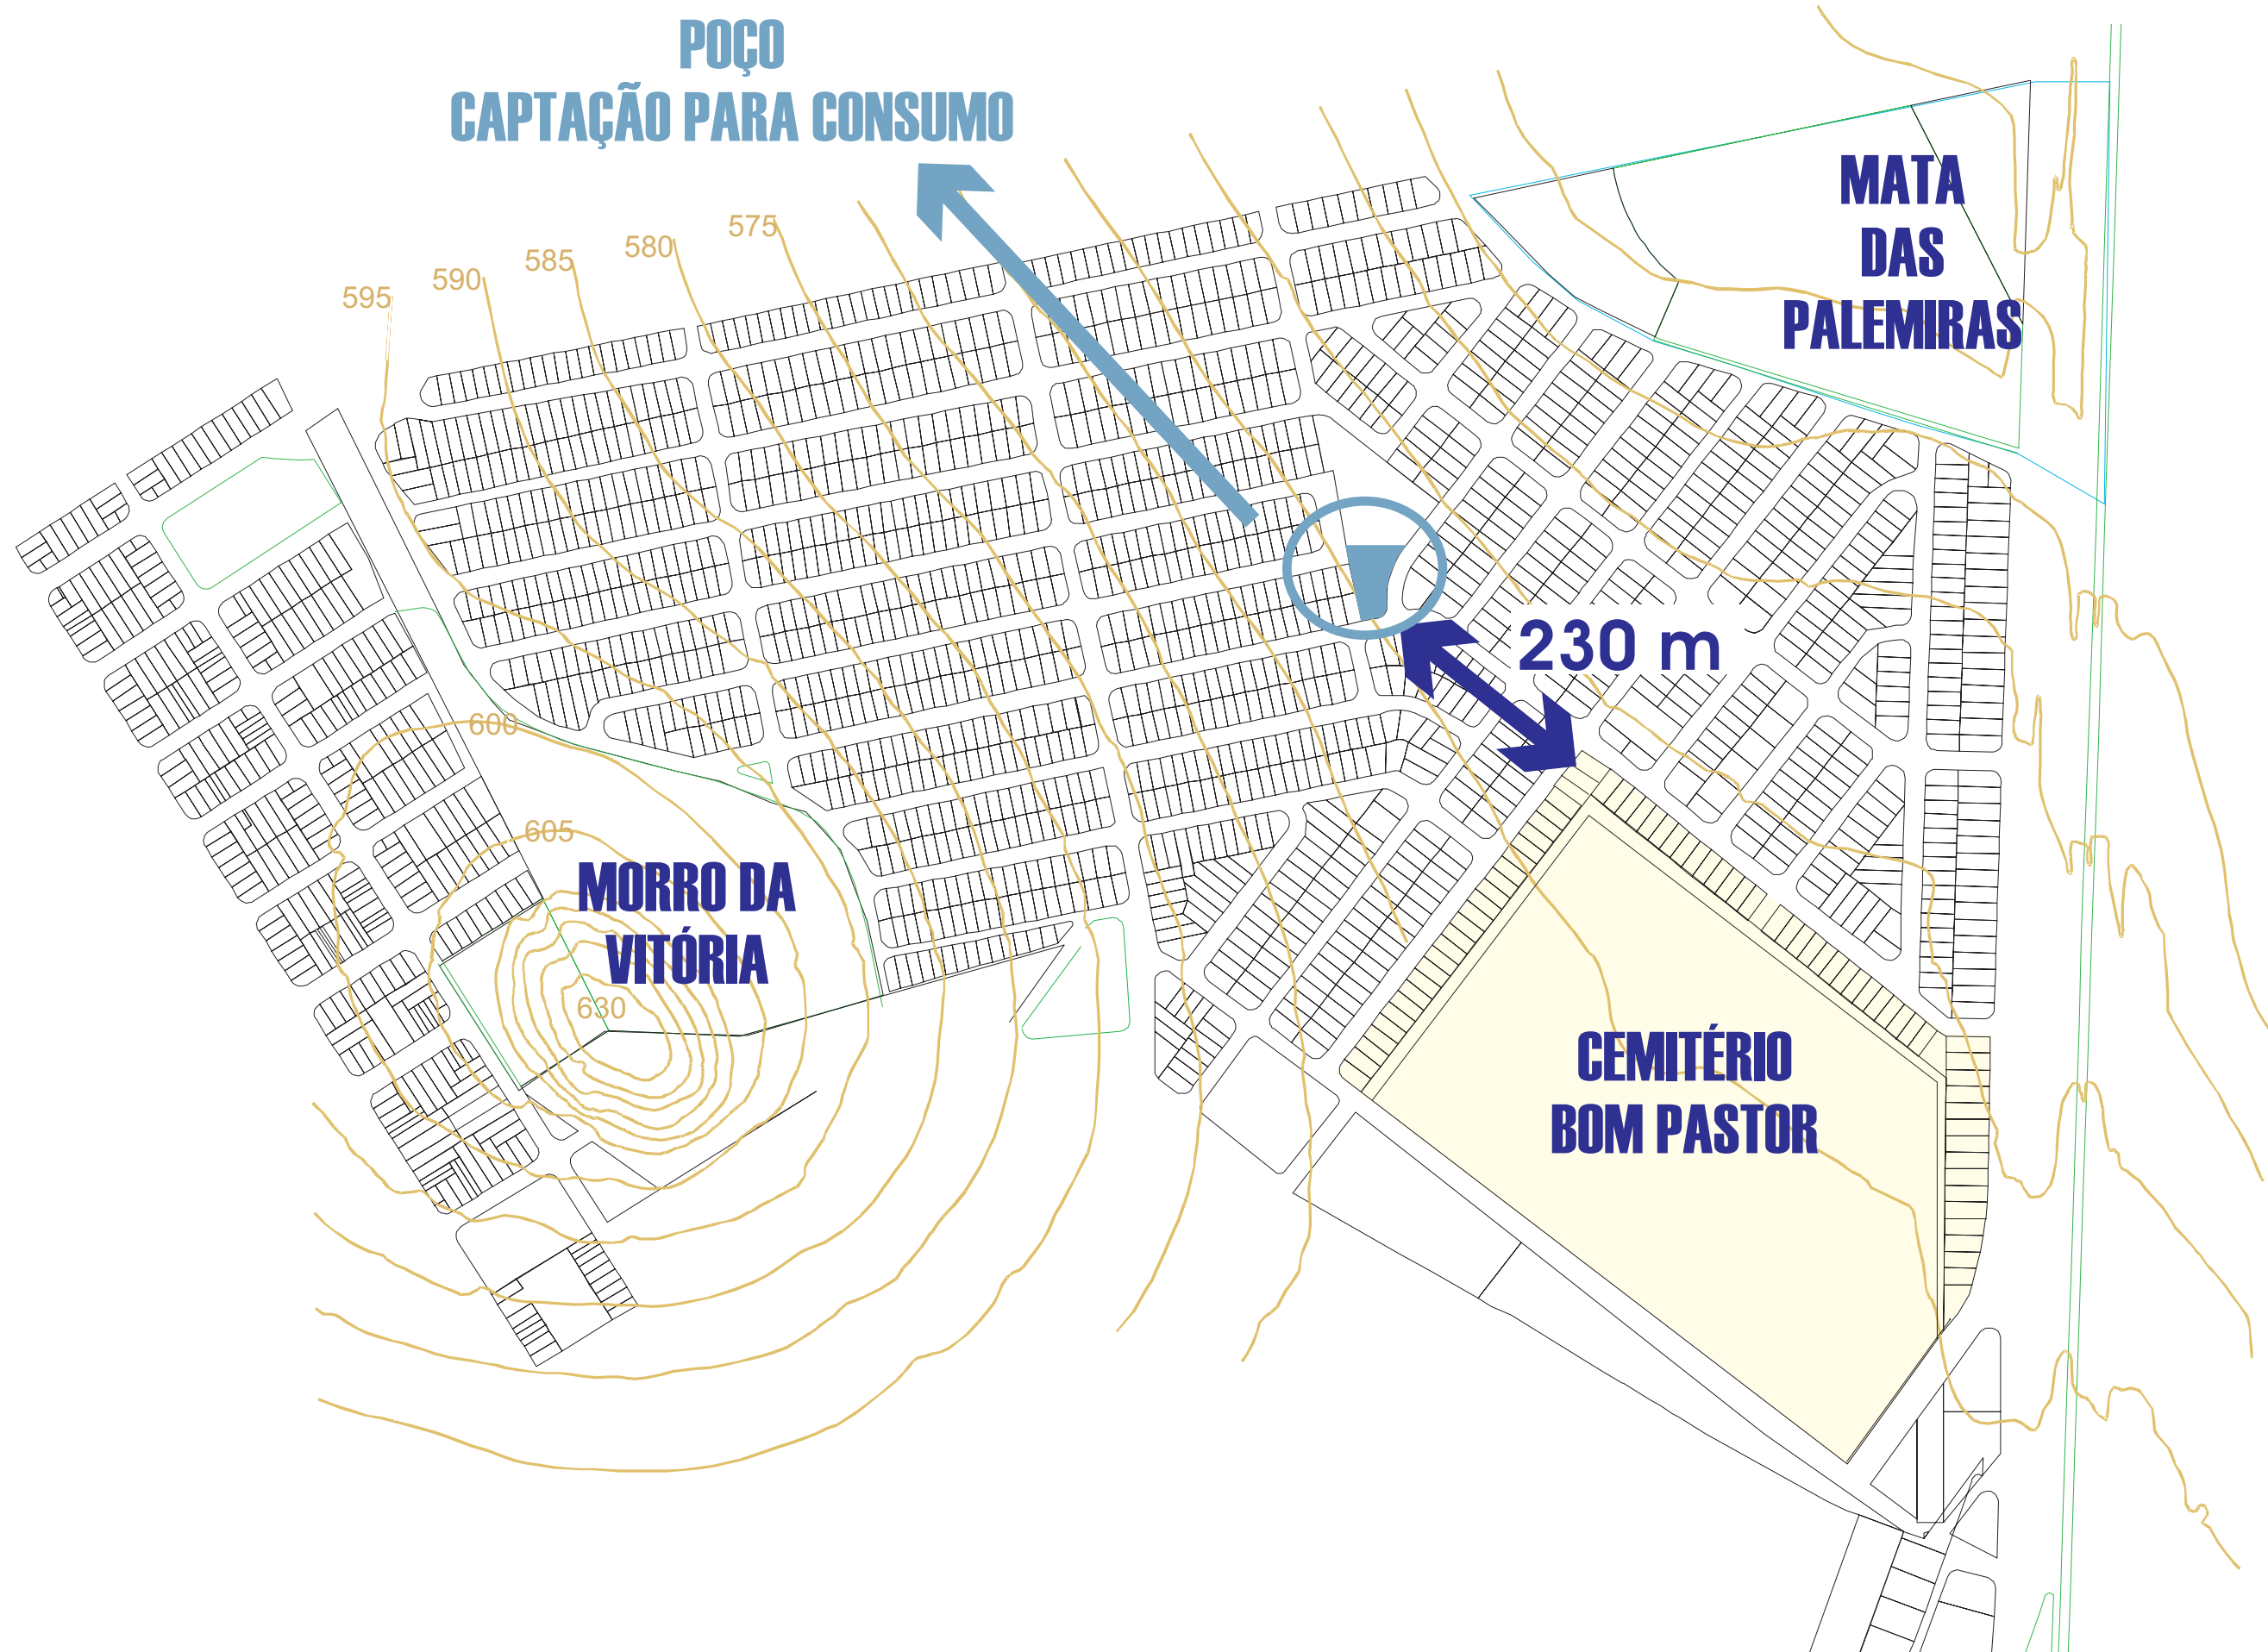 POÇO
CAPTAÇÃO PARA CONSUMO
MATA
DAS
PALEMIRAS
575
580
585
590
595
230 m
600
605
MORRO DA
VITÓRIA
630
CEMITÉRIO
BOM PASTOR